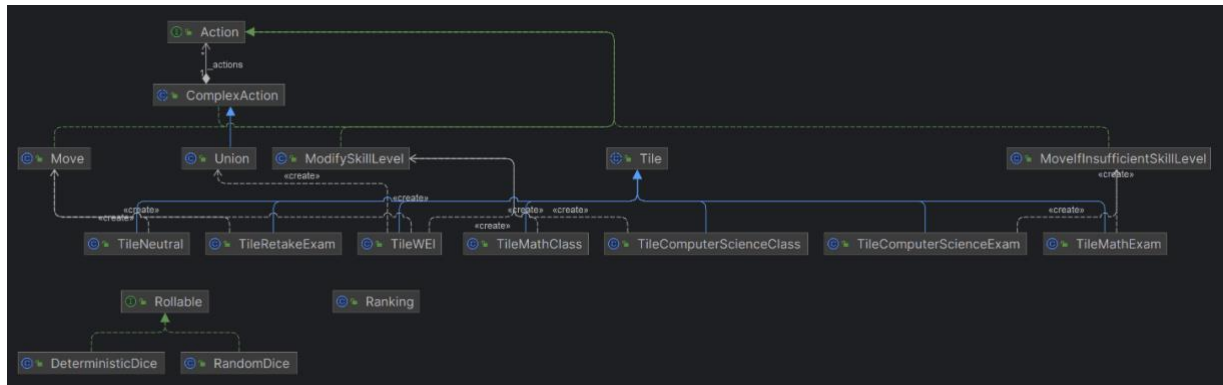 Action
_actions
ComplexAction
Move
Union
ModifySkillLevel
Tile
MoveIfInsufficientSkillLevel
«create»
«create»
«create»
«create»
«create»
«create»
«create»
«create»
«create»
TileNeutral
TileRetakeExam
TileWEI
TileMathClass
TileComputerScienceClass
TileComputerScienceExam
TileMathExam
Rollable
Ranking
DeterministicDice
RandomDice